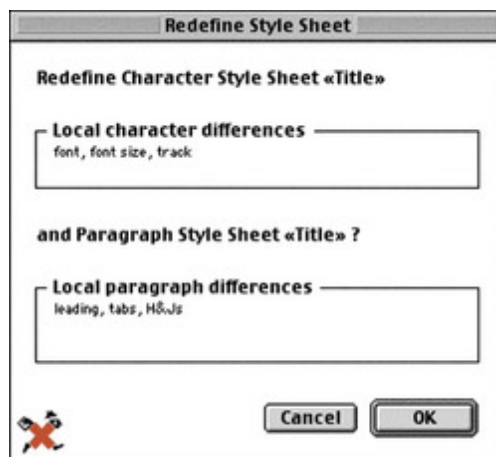 Redefine Style Sheet
Redefine Character Style Sheet «Title»
Local character differences
font, font size, track
and Paragraph Style Sheet «Title» ?
Local paragraph differences
leading, tabs, H&Js
Cancel
OK